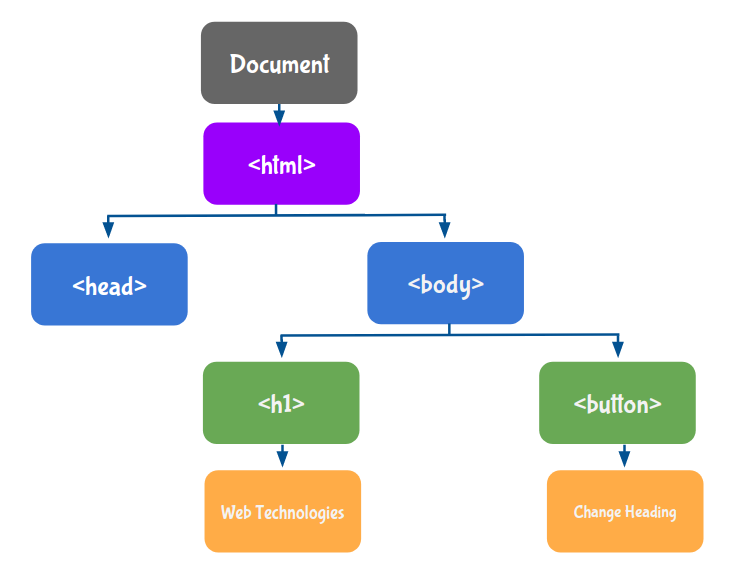 Document
<html>
<head>
<body>
<h1>
<button>
Web Technologies
Change Heading